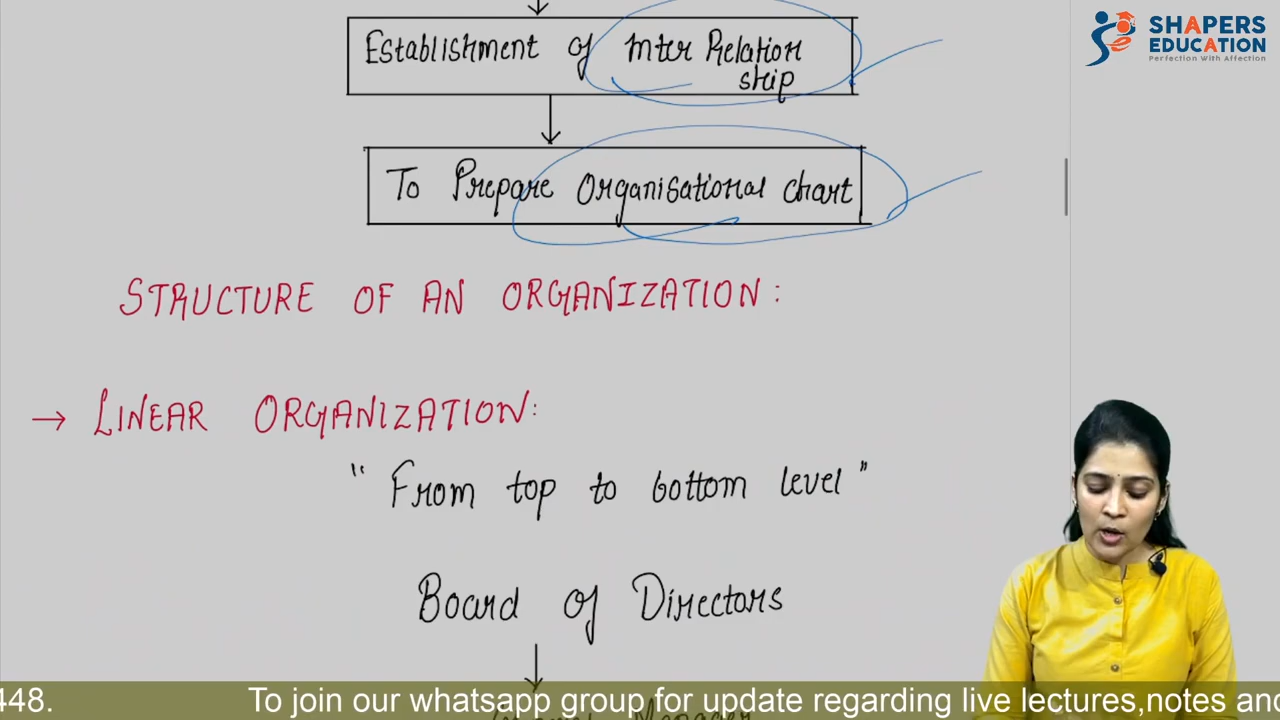 SHAPERS
EDUCATION
Perfection With Affection
Establishment of Inter Relation
ship
To Prepare Organisational chart
STRUCTURE OF AN ORGANIZATION:
→ LINEAR ORGANIZATION:
" From top to bottom level "
Board of Directors
Manager
448. To join our whatsapp group for update regarding live lectures,notes and